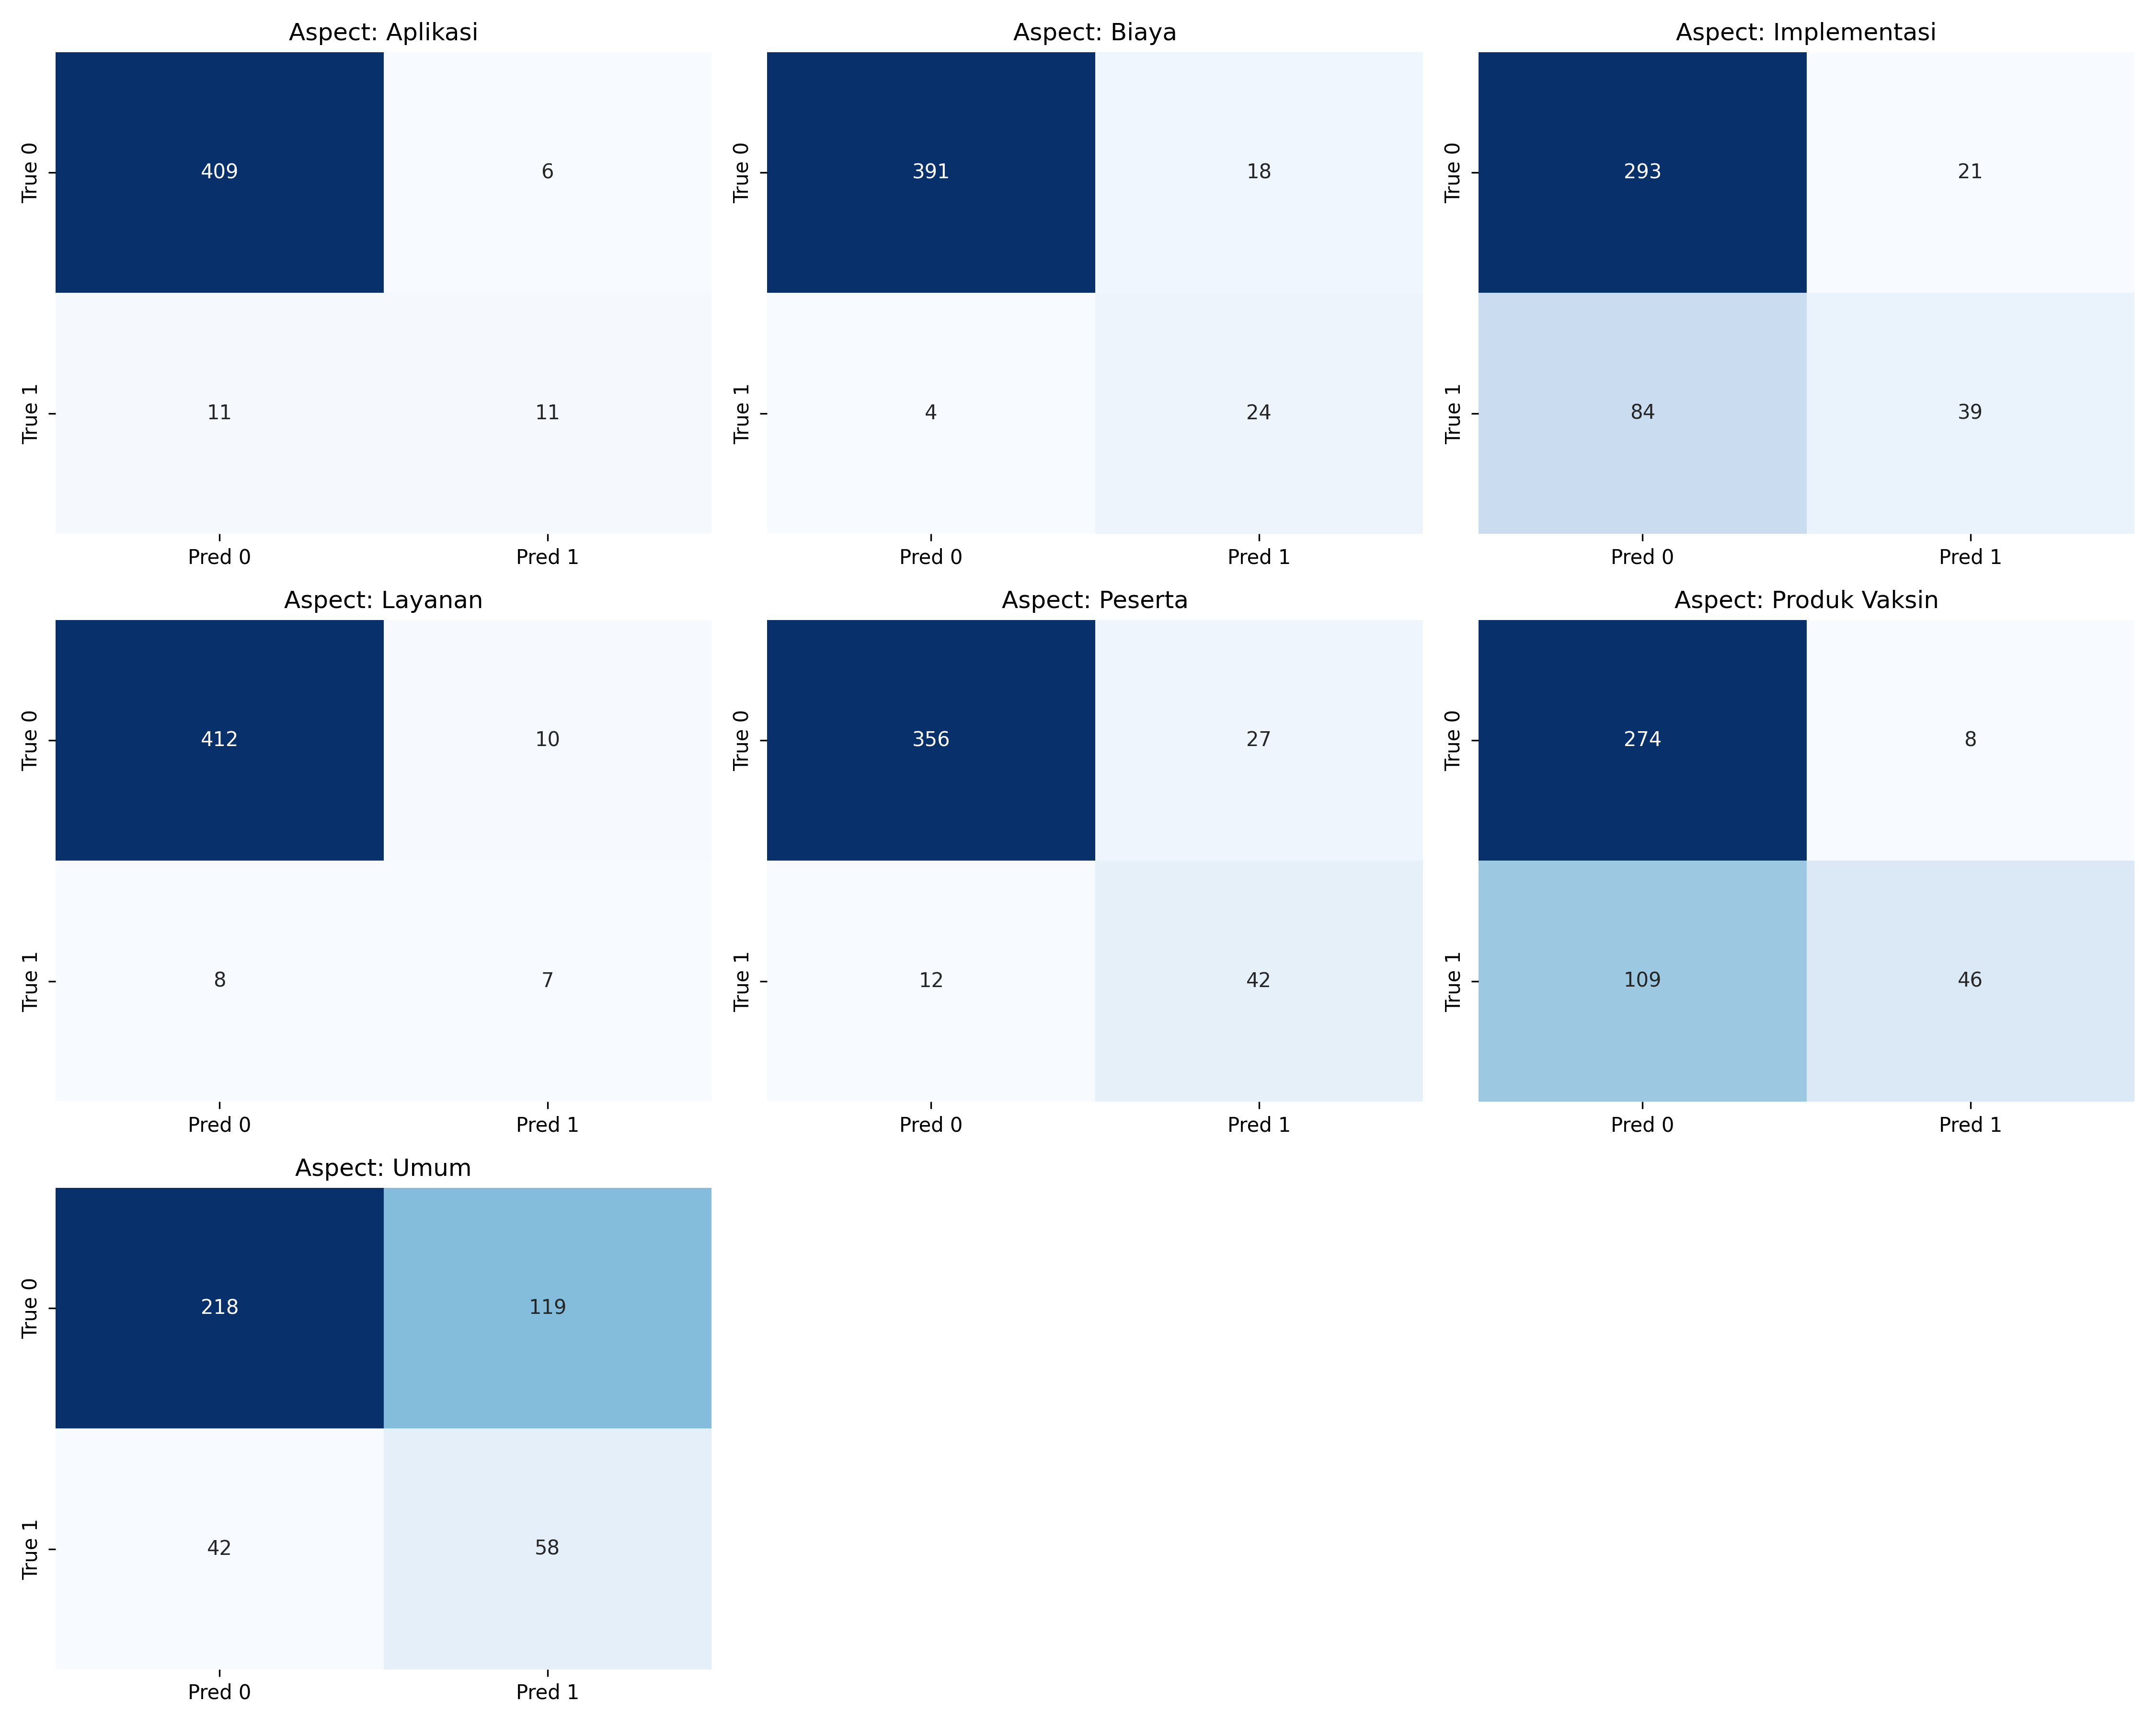 Aspect: Aplikasi
True 0
409
6
True 1
11
11
Pred 0
Pred 1
Aspect: Biaya
True 0
391
18
True 1
4
24
Pred 0
Pred 1
Aspect: Implementasi
True 0
293
21
True 1
84
39
Pred 0
Pred 1
Aspect: Layanan
True 0
412
10
True 1
8
7
Pred 0
Pred 1
Aspect: Peserta
True 0
356
27
True 1
12
42
Pred 0
Pred 1
Aspect: Produk Vaksin
True 0
274
8
True 1
109
46
Pred 0
Pred 1
Aspect: Umum
True 0
218
119
True 1
42
58
Pred 0
Pred 1